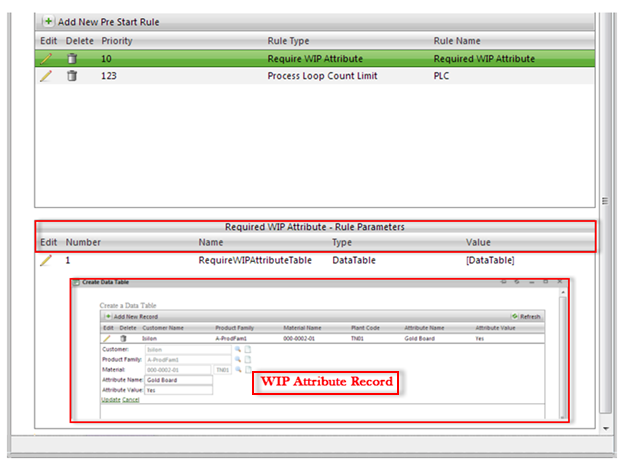 Add New Pre Start Rule
Edit Delete Priority Rule Type Rule Name
10 Require WIP Attribute Required WIP Attribute
123 Process Loop Count Limit PLC
Required WIP Attribute - Rule Parameters
Edit Number Name Type Value
1 RequireWIPAttributeTable DataTable [DataTable]
Create Data Table
Create a Data Table
Add New Record Refresh
Edit Delete Customer Name Product Family Material Name Plant Code Attribute Name Attribute Value
A-ProdFam1 000-0002-01 TN01 Gold Board Yes
Customer:
Product Family: A-ProdFam1
Material: 000-0002-01 TN01
Attribute Name: Gold Board
Attribute Value: Yes
Update Cancel
WIP Attribute Record